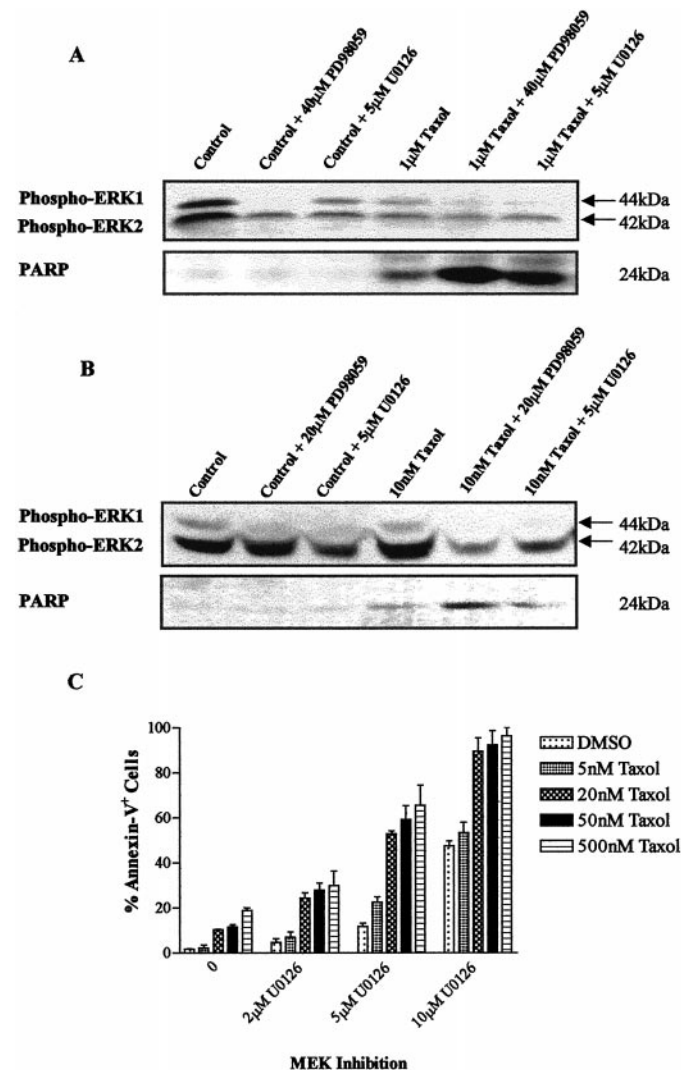 A
Control
Control + 40μM PD98059
Control + 5μM U0126
1μM Taxol
1μM Taxol + 40μM PD98059
1μM Taxol + 5μM U0126
Phospho-ERK1
44kDa
Phospho-ERK2
42kDa
PARP
24kDa
B
Control
Control + 20μM PD98059
Control + 5μM U0126
10nM Taxol
10nM Taxol + 20μM PD98059
10nM Taxol + 5μM U0126
Phospho-ERK1
44kDa
Phospho-ERK2
42kDa
PARP
24kDa
C
% Annexin-V+ Cells
100
80
60
40
20
0
DMSO
5nM Taxol
20nM Taxol
50nM Taxol
500nM Taxol
0
2μM U0126
5μM U0126
10μM U0126
MEK Inhibition